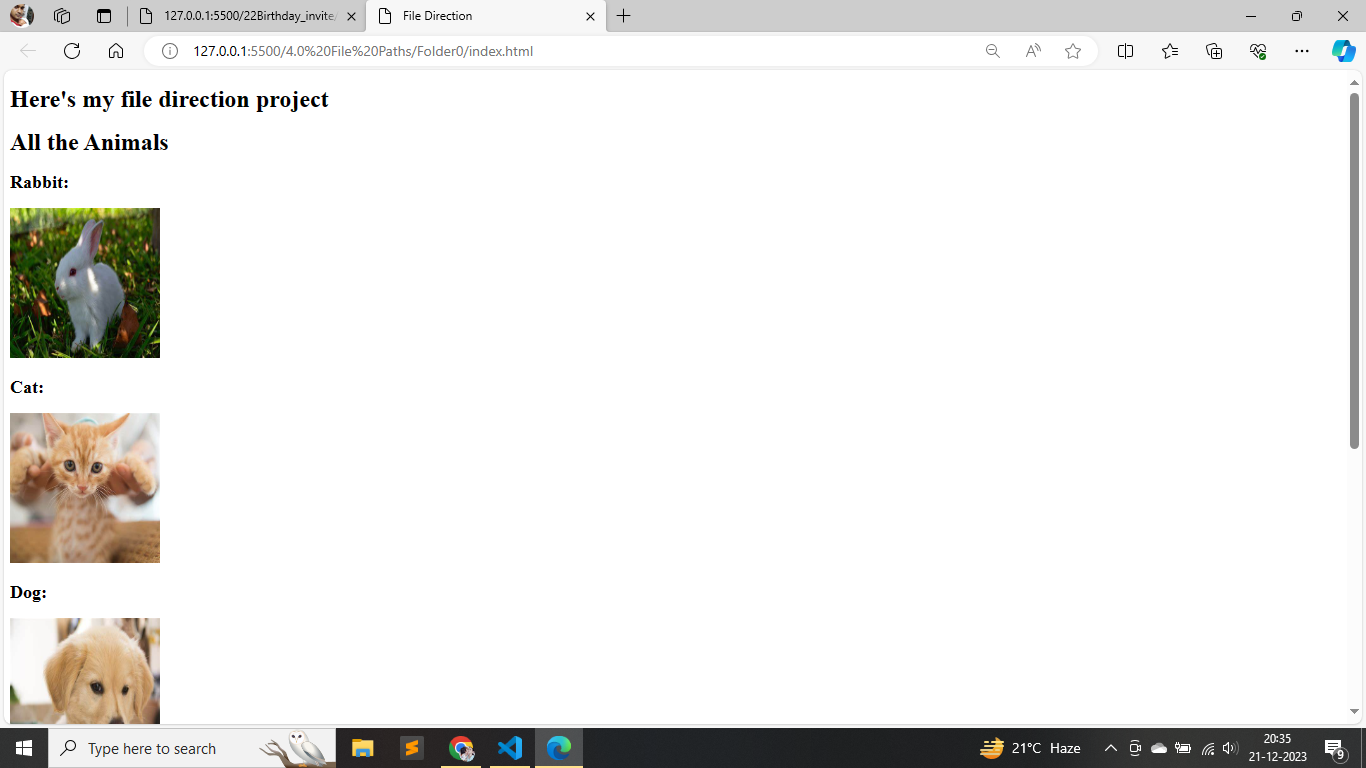 127.0.0.1:5500/22Birthday_invite/
File Direction
127.0.0.1:5500/4.0%20File%20Paths/Folder0/index.html
Here's my file direction project
All the Animals
Rabbit:
Cat:
Dog:
Type here to search
21°C Haze
20:35
21-12-2023
9